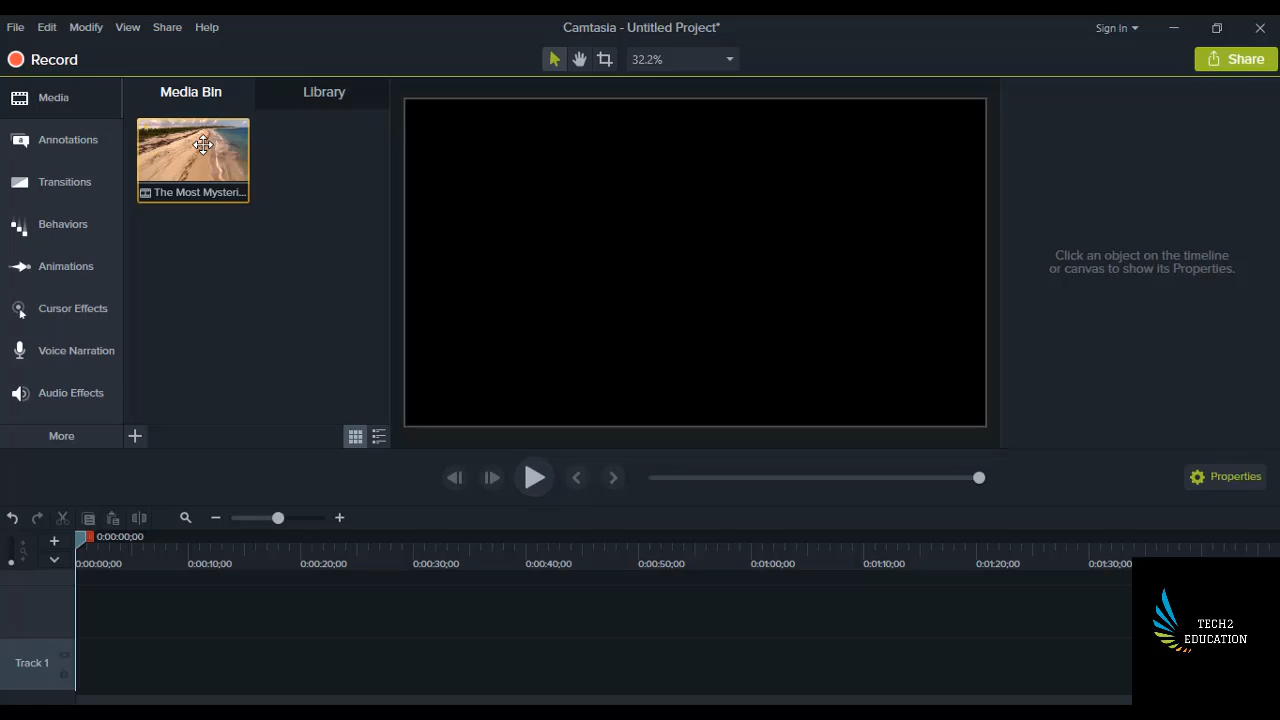 File Edit Modify View Share Help
Camtasia - Untitled Project*
Sign In
Record
32.2%
Share
Media
Annotations
Transitions
Behaviors
Animations
Cursor Effects
Voice Narration
Audio Effects
More
Media Bin
Library
The Most Mysteri...
Click an object on the timeline
or canvas to show its Properties.
Properties
0:00:00;00
0:00:00;00 0:00:10;00 0:00:20;00 0:00:30;00 0:00:40;00 0:00:50;00 0:01:00;00 0:01:10;00 0:01:20;00 0:01:30;00
Track 1
TECH2
EDUCATION